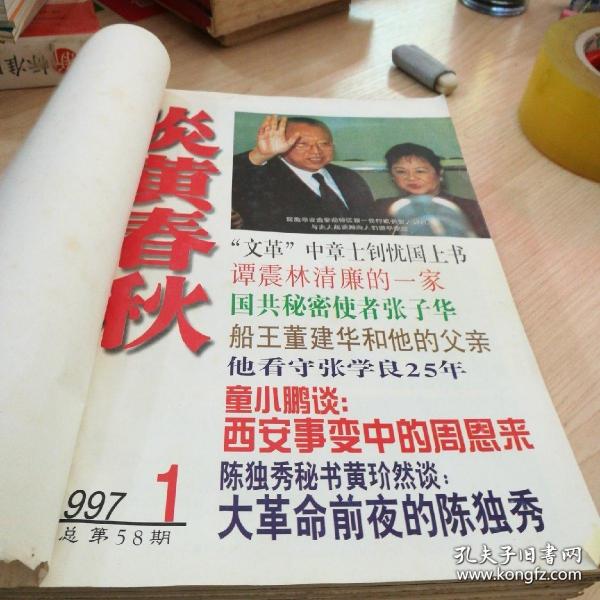 炎黄春秋
"文革"中章士钊忧国上书
谭震林清廉的一家
国共秘密使者张子华
船王董建华和他的父亲
他看守张学良25年
童小鹏谈:
西安事变中的周恩来
陈独秀秘书黄玠然谈:
大革命前夜的陈独秀
997 1
总第58期
孔夫子旧书网
www.kongfz.com